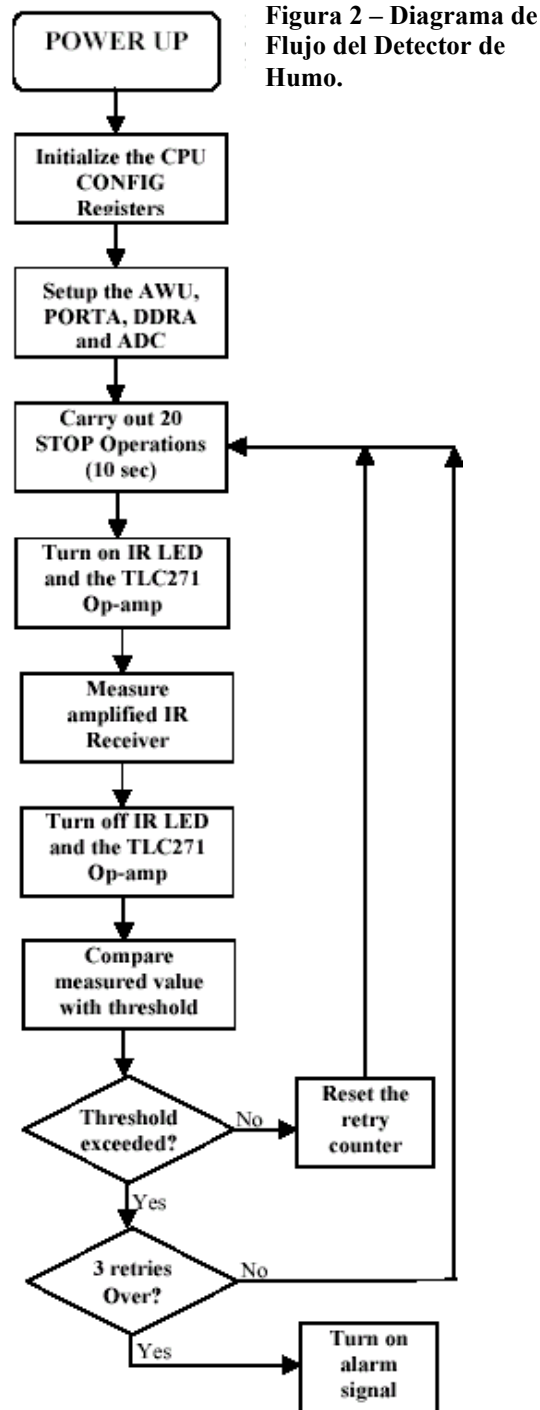 Figura 2 – Diagrama de
Flujo del Detector de
Humo.
POWER UP
Initialize the CPU
CONFIG
Registers
Setup the AWU,
PORTA, DDRA
and ADC
Carry out 20
STOP Operations
(10 sec)
Turn on IR LED
and the TLC271
Op-amp
Measure
amplified IR
Receiver
Turn off IR LED
and the TLC271
Op-amp
Compare
measured value
with threshold
Threshold
exceeded?
No
Reset the
retry
counter
Yes
3 retries
Over?
No
Yes
Turn on
alarm
signal